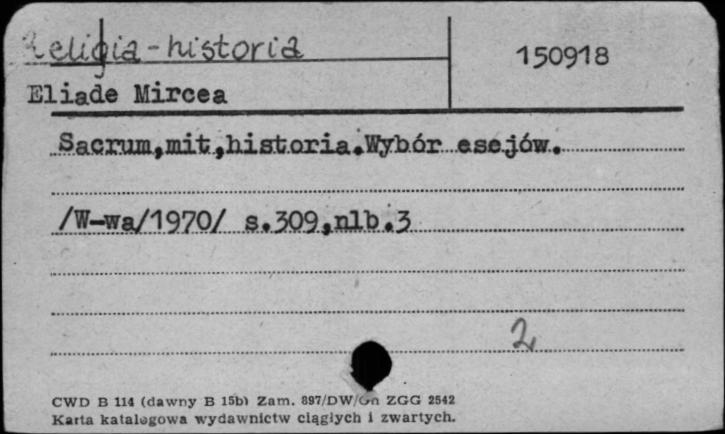 Religia - historia
150918
Eliade Mircea
Sacrum,mit,historia.Wybór esejów.
/W-wa/1970/ s.309,nlb.3
2
CWD B 114 (dawny B 15b) Zam. 897/DW/Gn ZGG 2542
Karta katalogowa wydawnictw ciągłych i zwartych.